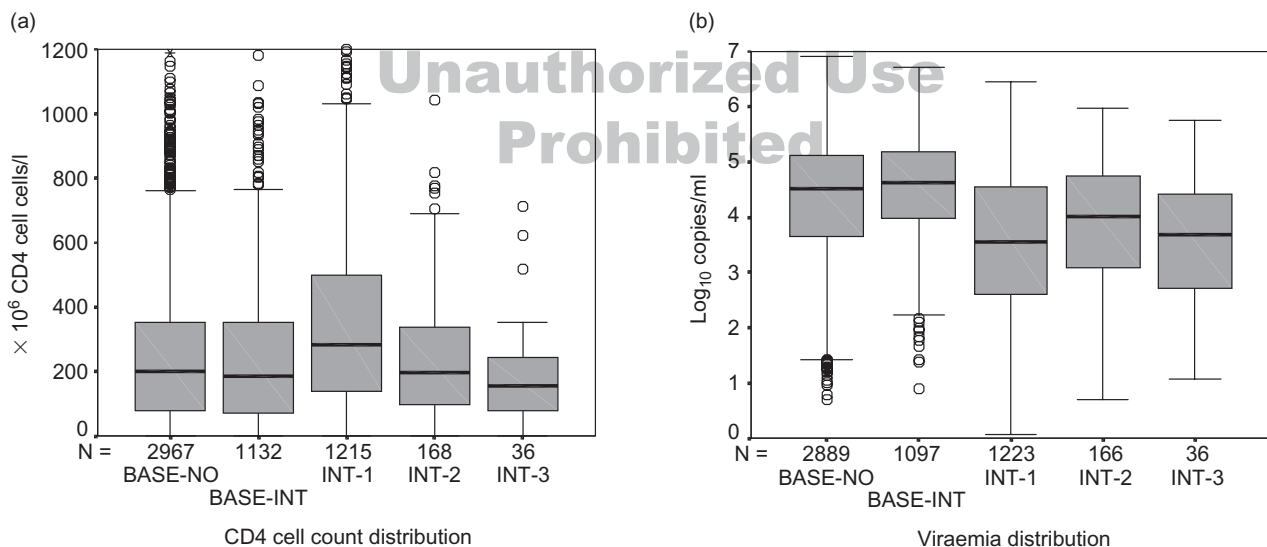 (a)
1200
1000
800
600
400
200
0
× 10⁶ CD4 cell cells/l
N = 2967 1132 1215 168 36
BASE-NO INT-1 INT-2 INT-3
BASE-INT
CD4 cell count distribution
(b)
7
6
5
4
3
2
1
0
Log₁₀ copies/ml
N = 2889 1097 1223 166 36
BASE-NO INT-1 INT-2 INT-3
BASE-INT
Viraemia distribution
Unauthorized Use
Prohibited